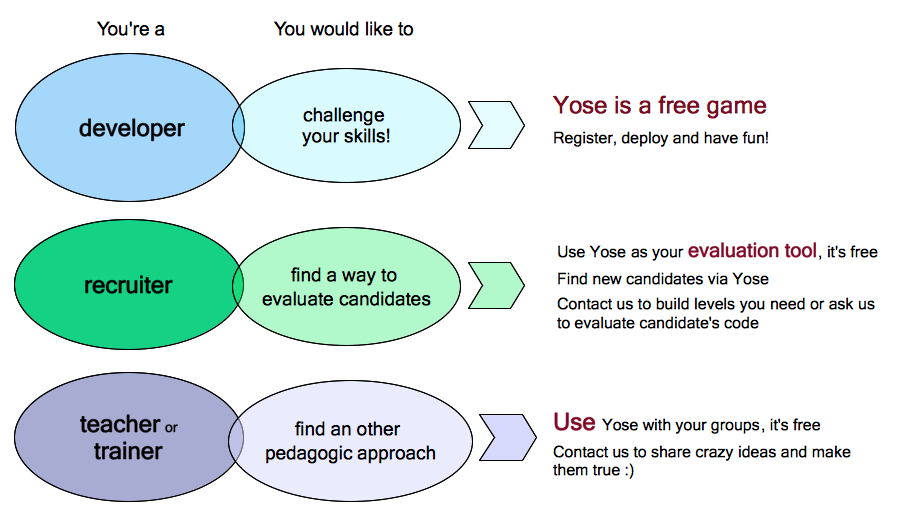 You're a
You would like to
developer
challenge
your skills!
Yose is a free game
Register, deploy and have fun!
recruiter
find a way to
evaluate candidates
Use Yose as your evaluation tool, it's free
Find new candidates via Yose
Contact us to build levels you need or ask us
to evaluate candidate's code
teacher or
trainer
find an other
pedagogic approach
Use Yose with your groups, it's free
Contact us to share crazy ideas and make
them true :)